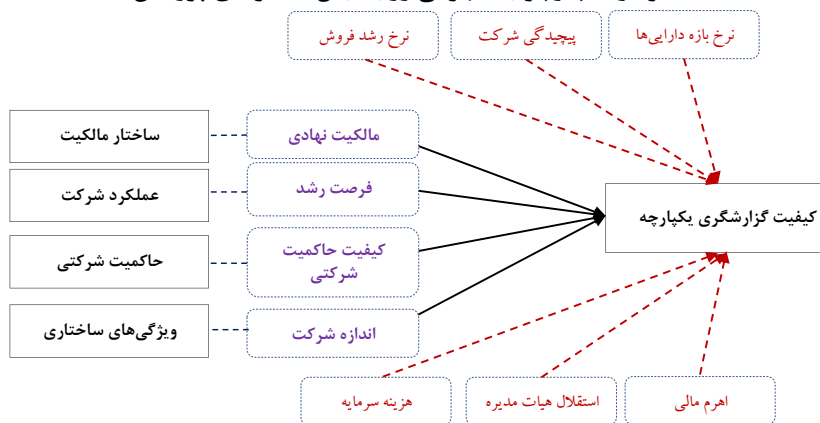 نرخ بازه دارایی‌ها
پیچیدگی شرکت
نرخ رشد فروش
ساختار مالکیت
مالکیت نهادی
عملکرد شرکت
فرصت رشد
کیفیت گزارشگری یکپارچه
حاکمیت شرکتی
کیفیت حاکمیت
شرکتی
ویژگی‌های ساختاری
اندازه شرکت
اهرم مالی
استقلال هیات مدیره
هزینه سرمایه